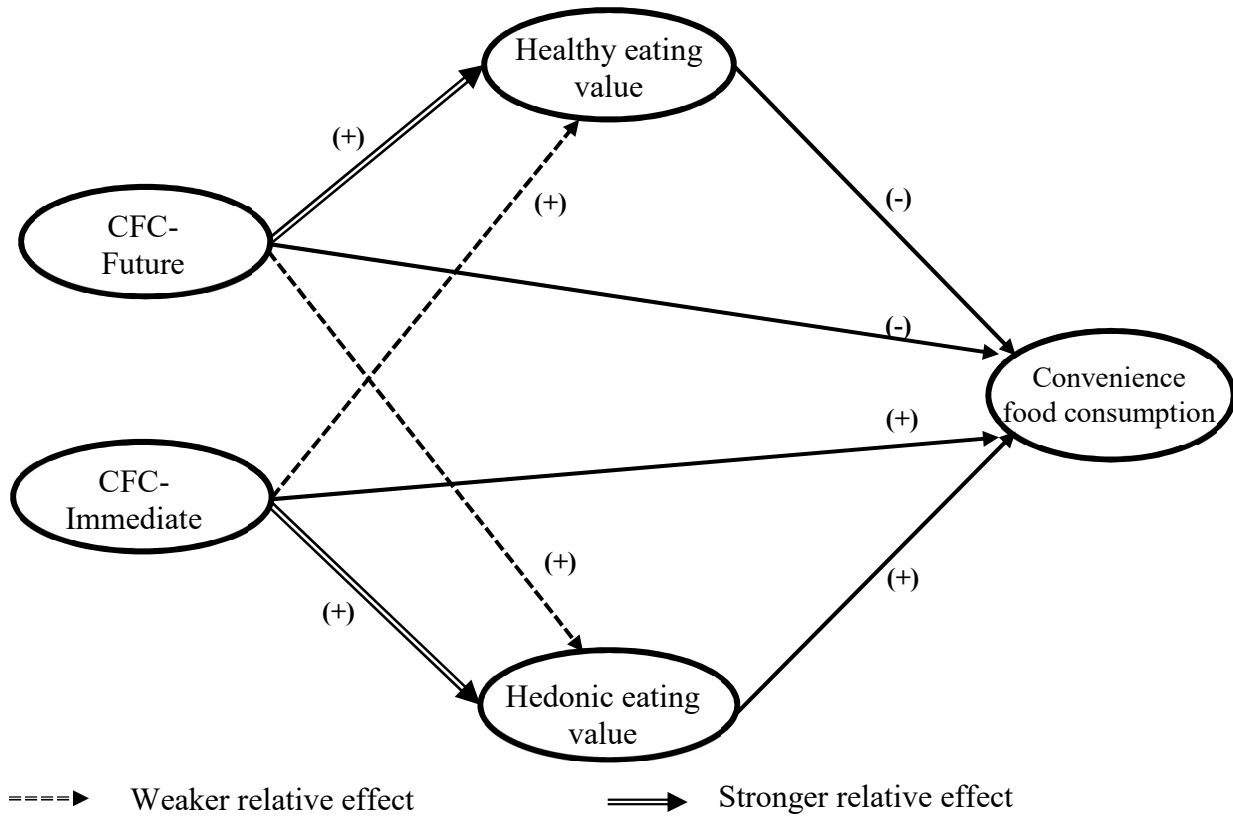 Healthy eating
value
(+)
(+)
(-)
CFC-
Future
(-)
Convenience
food consumption
(+)
CFC-
Immediate
(+)
(+)
(+)
Hedonic eating
value
Weaker relative effect
Stronger relative effect